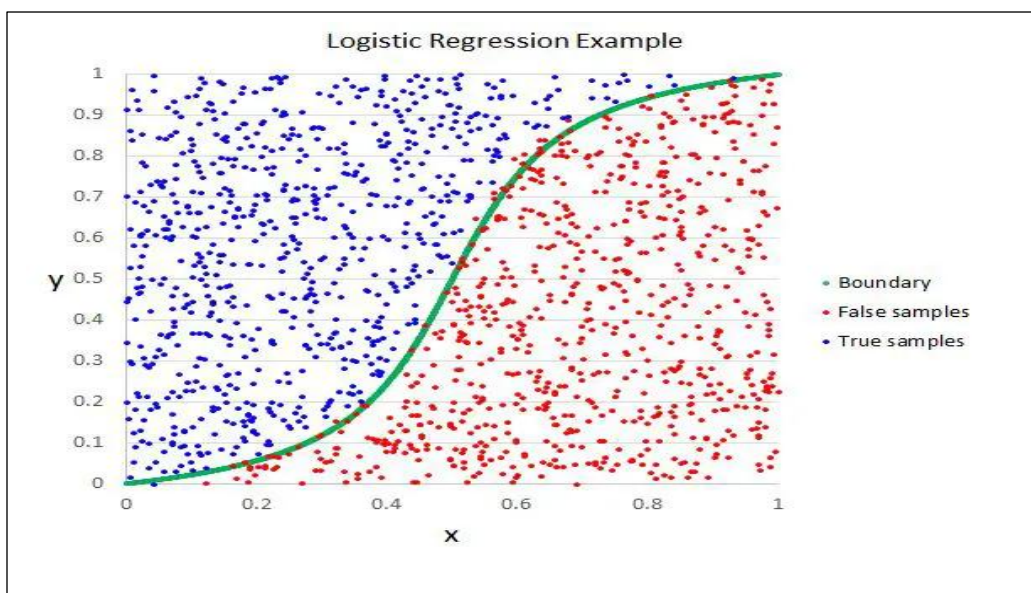 Logistic Regression Example
1
0.9
0.8
0.7
0.6
y
0.5
0.4
0.3
0.2
0.1
0
0 0.2 0.4 0.6 0.8 1
x
Boundary
False samples
True samples